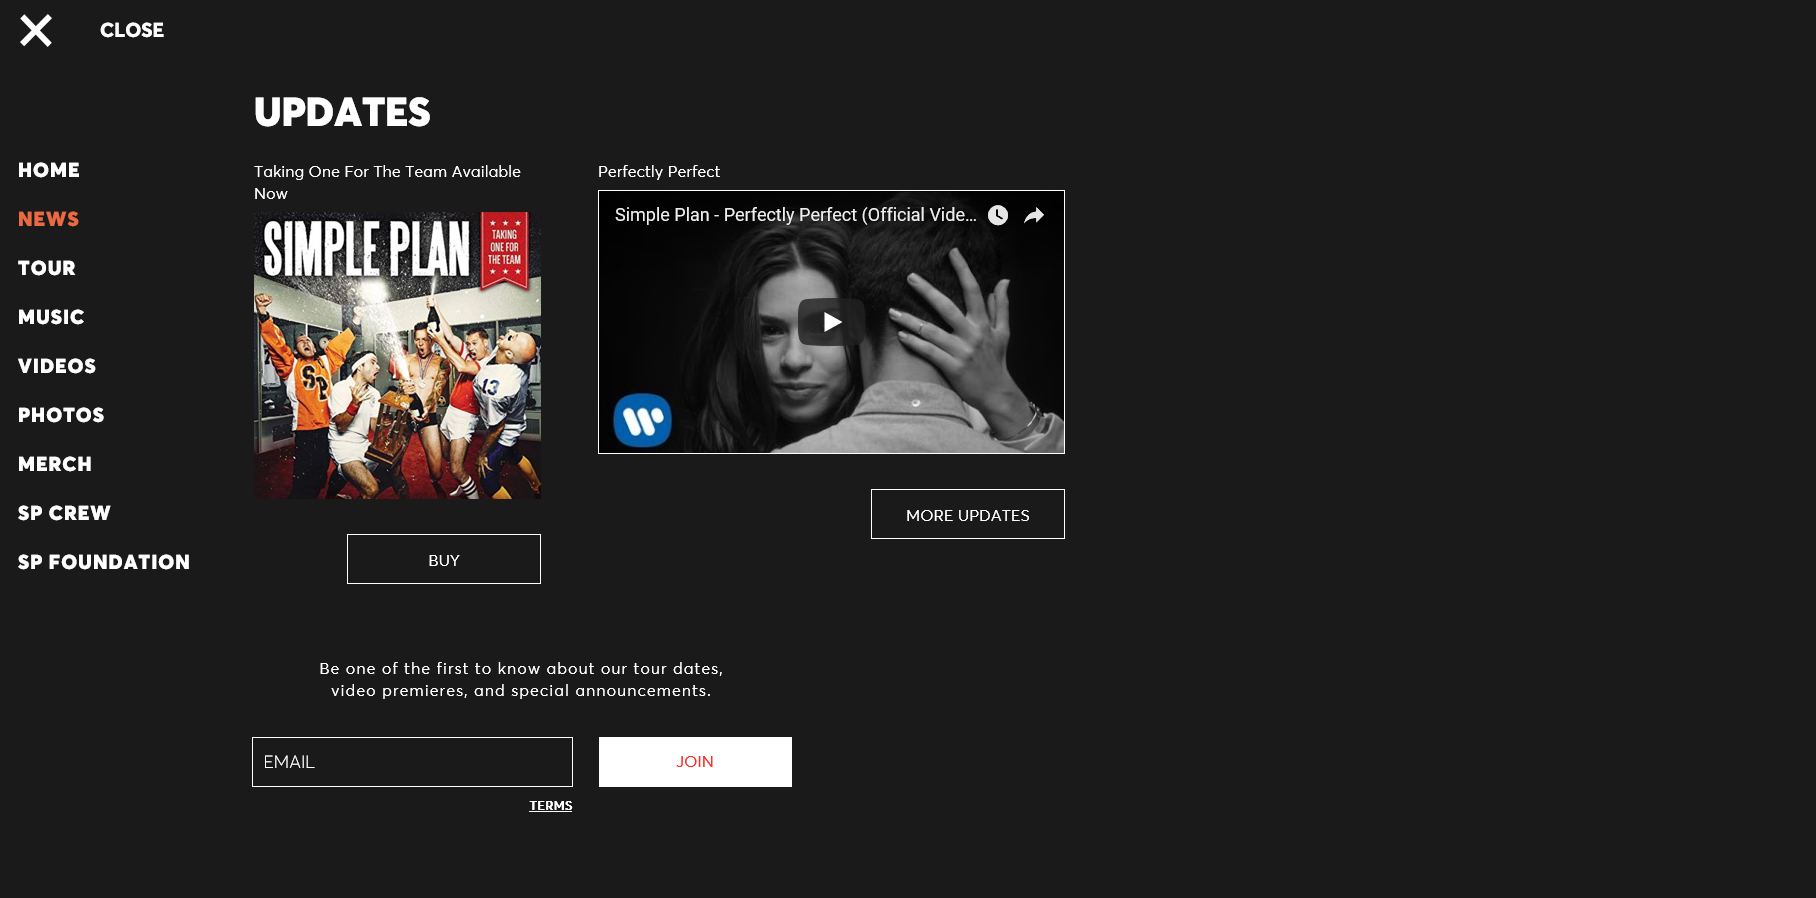 CLOSE
UPDATES
HOME
NEWS
TOUR
MUSIC
VIDEOS
PHOTOS
MERCH
SP CREW
SP FOUNDATION
Taking One For The Team Available
Now
SIMPLE PLAN
TAKING
ONE FOR
THE TEAM
SP
13
BUY
Perfectly Perfect
Simple Plan - Perfectly Perfect (Official Vide...
MORE UPDATES
Be one of the first to know about our tour dates,
video premieres, and special announcements.
EMAIL
JOIN
TERMS